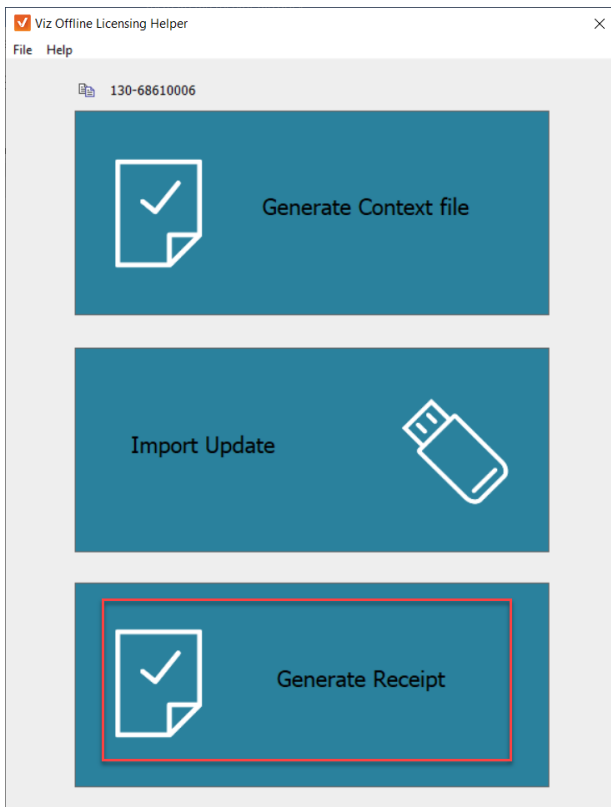 Viz Offline Licensing Helper
File Help
130-68610006
Generate Context file
Import Update
Generate Receipt